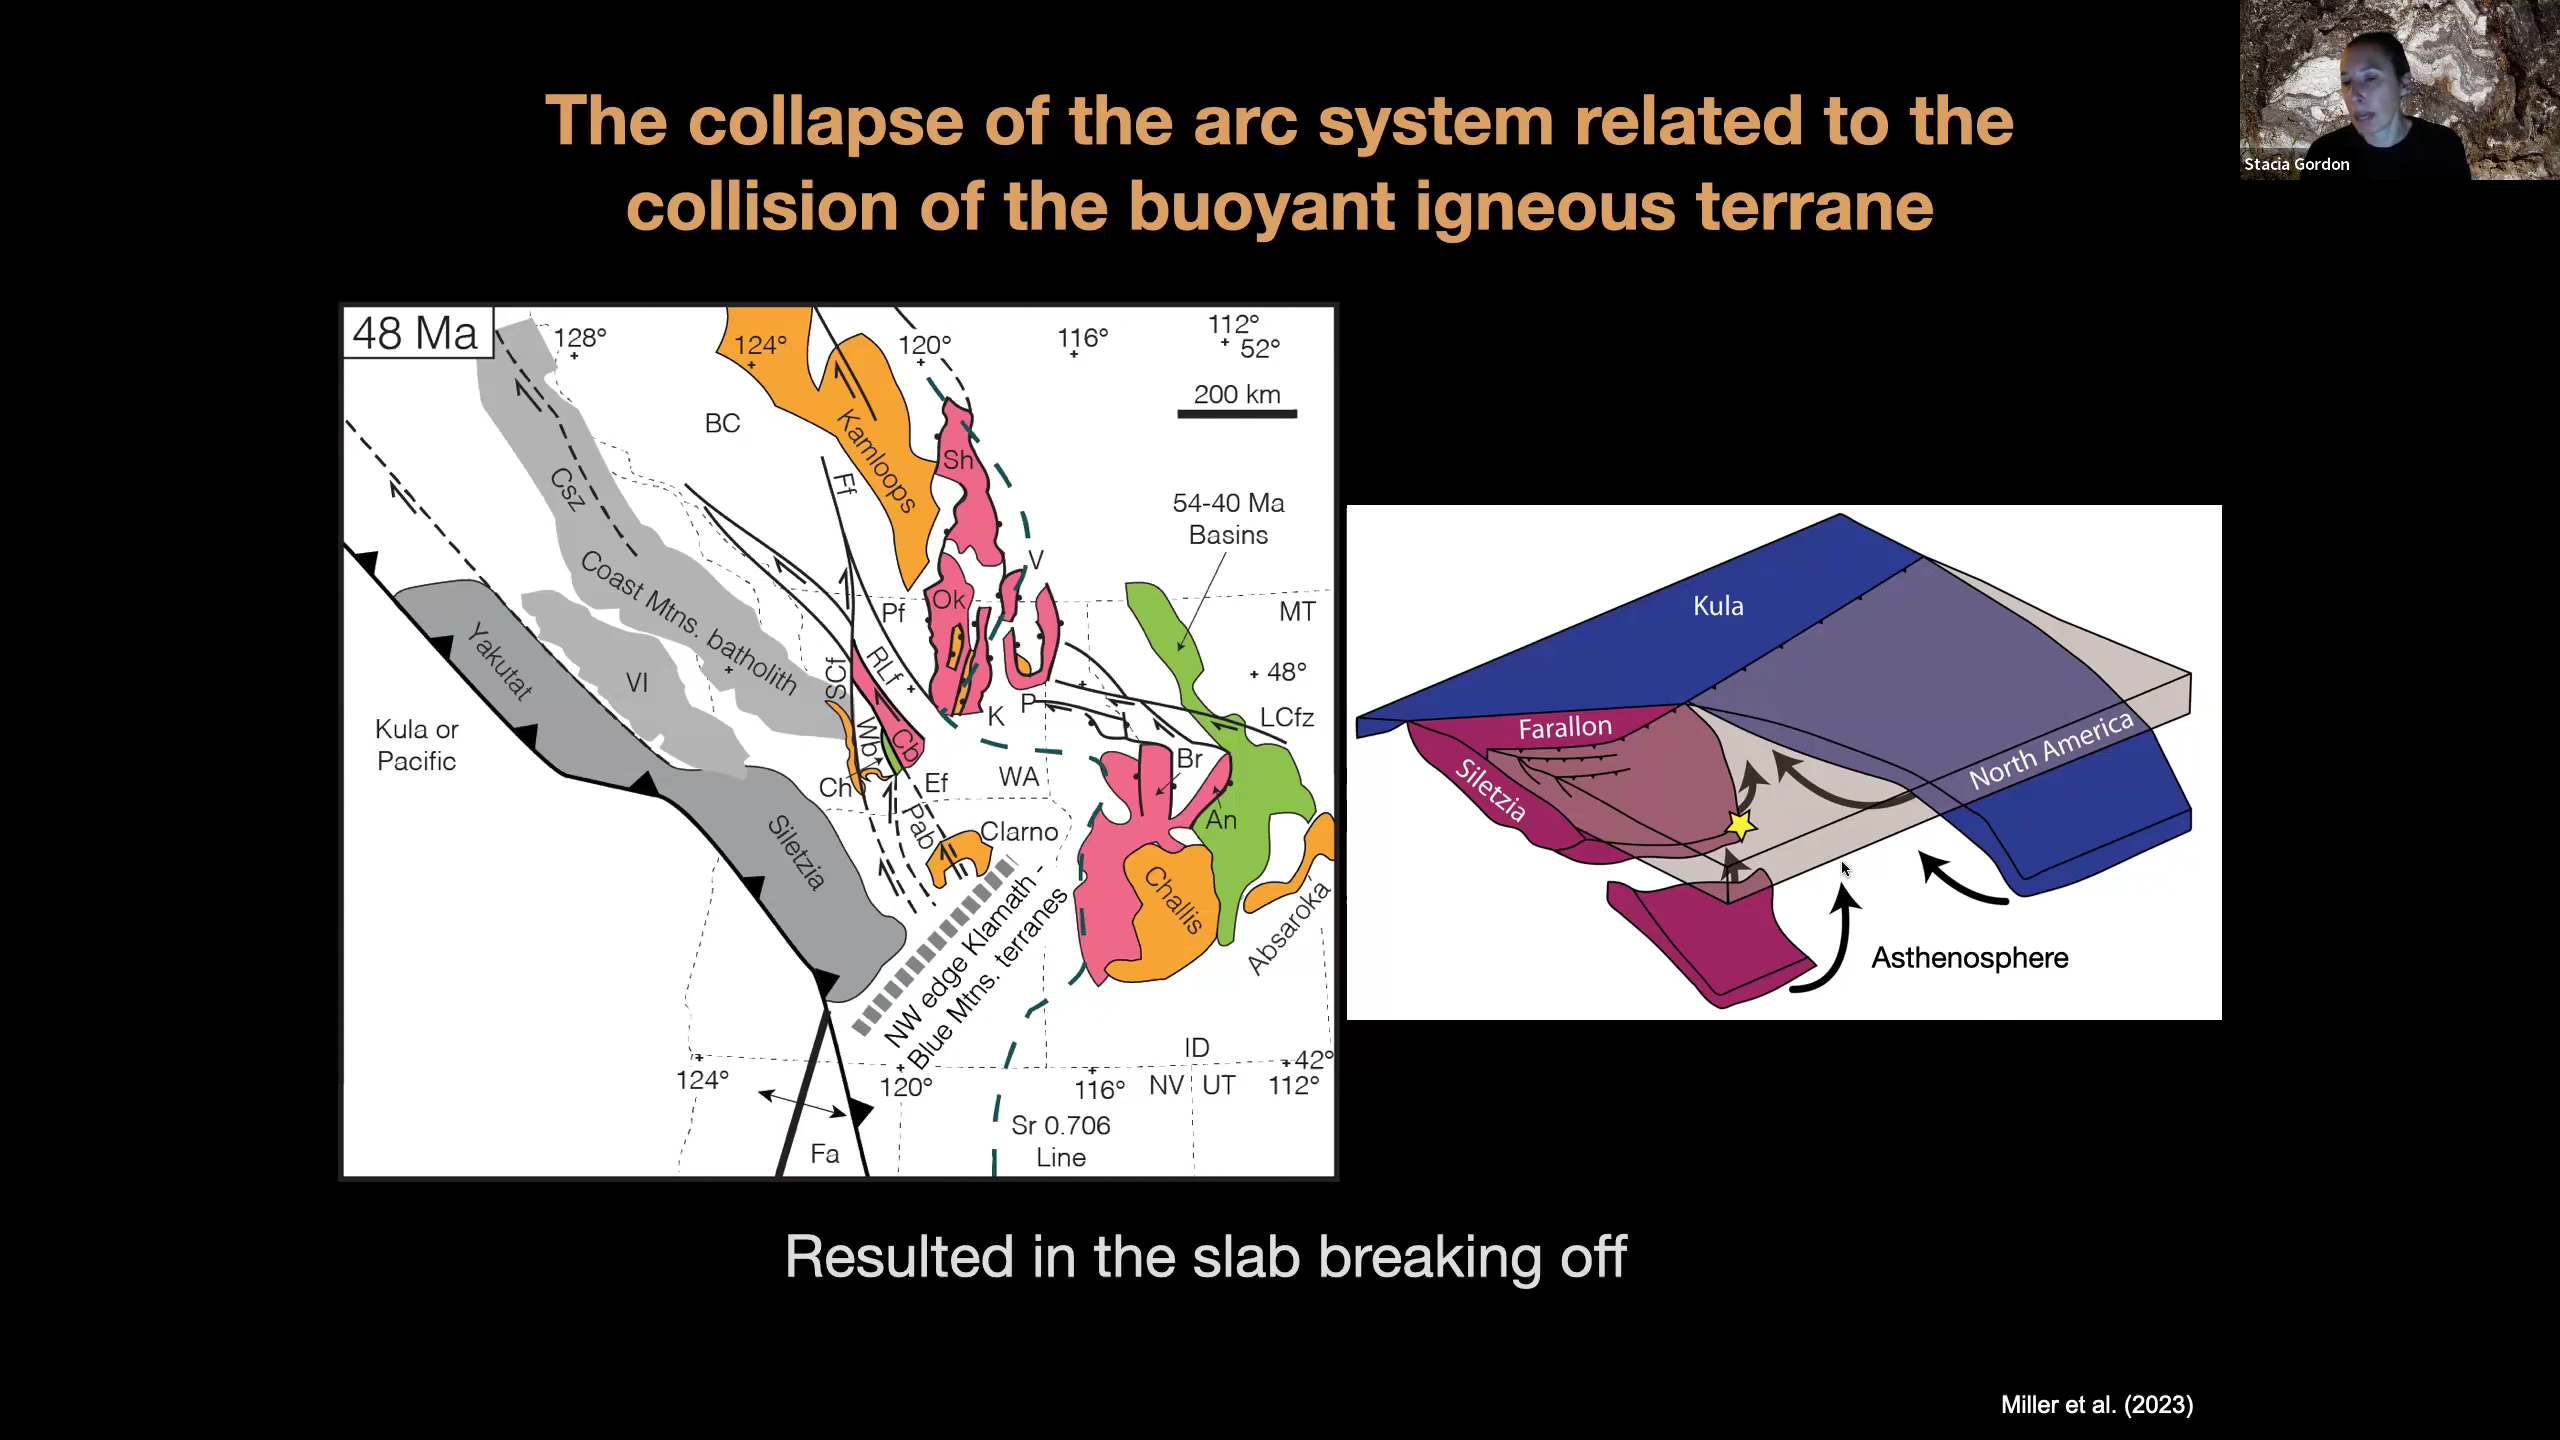 Stacia Gordon
The collapse of the arc system related to the
collision of the buoyant igneous terrane
48 Ma
128°
124°
120°
116°
112°
52°
200 km
BC
Kamloops
Csz
Ff
Sh
54-40 Ma
Basins
V
Coast Mtns. batholith
Yakutat
VI
Pf
Ok
MT
SCf
RLf
48°
Kula or
Pacific
Wb
Cb
K
P
LCfz
Ch
Ef
WA
Br
Pab
Clarno
An
Siletzia
Challis
Absaroka
NW edge Klamath -
Blue Mtns. terranes
ID
42°
124°
120°
116°
NV
UT
112°
Sr 0.706
Line
Fa
Kula
Farallon
Siletzia
North America
Asthenosphere
Resulted in the slab breaking off
Miller et al. (2023)